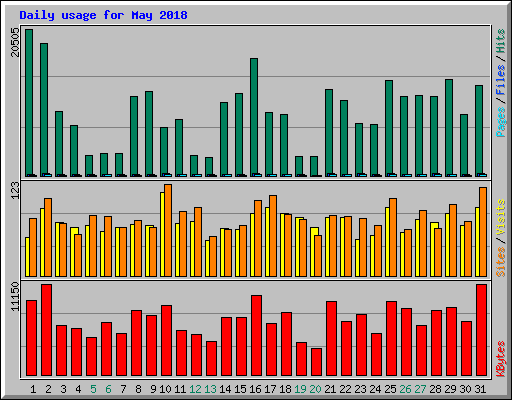 Daily usage for May 2018
20505
Pages / Files / Hits
123
Sites / Visits
11150
KBytes
1 2 3 4 5 6 7 8 9 10 11 12 13 14 15 16 17 18 19 20 21 22 23 24 25 26 27 28 29 30 31